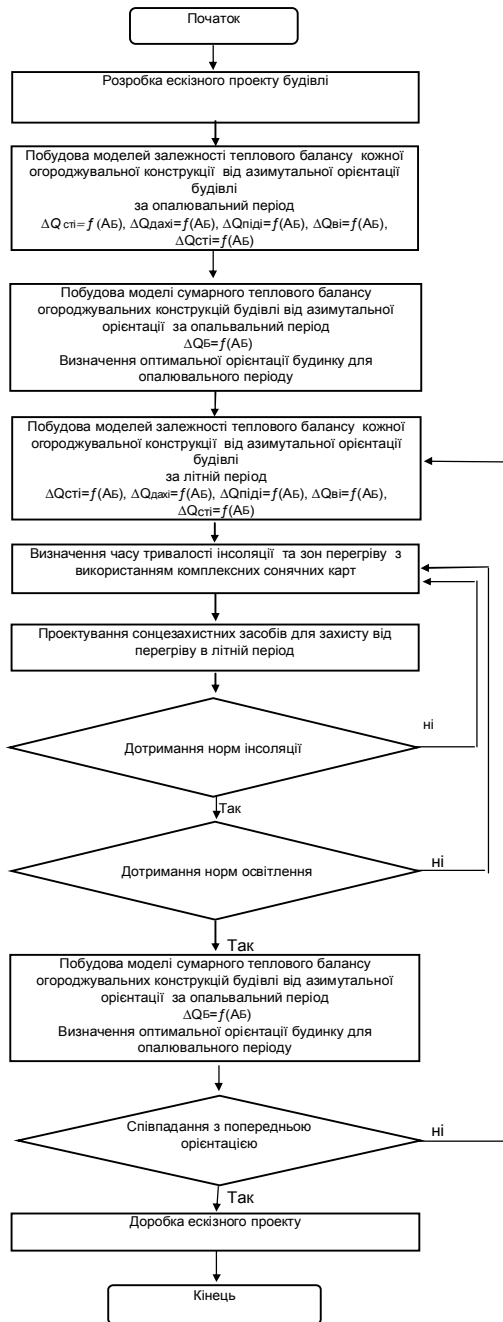 Початок
Розробка ескізного проекту будівлі
Побудова моделей залежності теплового балансу кожної
огороджувальної конструкції від азимутальної орієнтації
будівлі
за опалювальний період
ΔQ сті= f (АБ), ΔQдахі=f(АБ), ΔQпіді=f(АБ), ΔQві=f(АБ),
ΔQсті=f(АБ)
Побудова моделі сумарного теплового балансу
огороджувальних конструкцій будівлі від азимутальної
орієнтації за опальвальний період
ΔQБ=f(АБ)
Визначення оптимальної орієнтації будинку для
опалювального періоду
Побудова моделей залежності теплового балансу кожної
огороджувальної конструкції від азимутальної орієнтації
будівлі
за літній період
ΔQсті=f(АБ), ΔQдахі=f(АБ), ΔQпіді=f(АБ), ΔQві=f(АБ),
ΔQсті=f(АБ)
Визначення часу тривалості інсоляції та зон перегріву з
використанням комплексних сонячних карт
Проектування сонцезахистних засобів для захисту від
перегріву в літній період
ні
Дотримання норм інсоляції
Так
Дотримання норм освітлення
ні
Так
Побудова моделі сумарного теплового балансу
огороджувальних конструкцій будівлі від азимутальної
орієнтації за опальвальний період
ΔQБ=f(АБ)
Визначення оптимальної орієнтації будинку для
опалювального періоду
Співпадання з попередньою
орієнтацією
ні
Так
Доробка ескізного проекту
Кінець